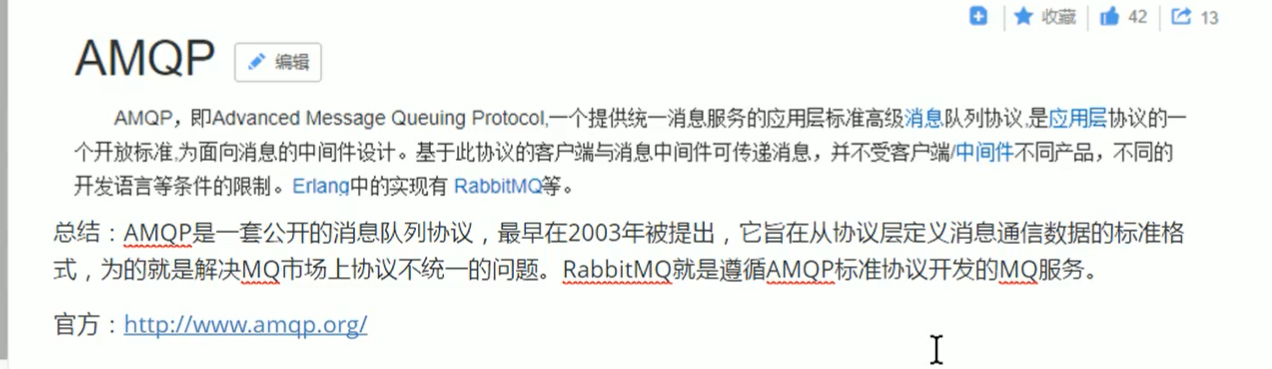 收藏 42 13
AMQP 编辑
AMQP，即Advanced Message Queuing Protocol,一个提供统一消息服务的应用层标准高级消息队列协议,是应用层协议的一
个开放标准,为面向消息的中间件设计。基于此协议的客户端与消息中间件可传递消息，并不受客户端/中间件不同产品，不同的
开发语言等条件的限制。Erlang中的实现有 RabbitMQ等。
总结：AMQP是一套公开的消息队列协议，最早在2003年被提出，它旨在从协议层定义消息通信数据的标准格
式，为的就是解决MQ市场上协议不统一的问题。RabbitMQ就是遵循AMQP标准协议开发的MQ服务。
官方：http://www.amqp.org/